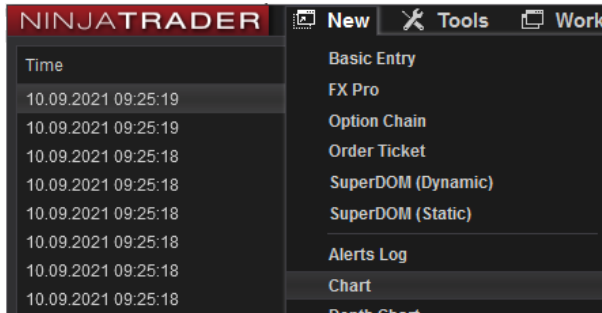 NINJATRADER New Tools Work
Time
10.09.2021 09:25:19
10.09.2021 09:25:19
10.09.2021 09:25:18
10.09.2021 09:25:18
10.09.2021 09:25:18
10.09.2021 09:25:18
10.09.2021 09:25:18
10.09.2021 09:25:18
Basic Entry
FX Pro
Option Chain
Order Ticket
SuperDOM (Dynamic)
SuperDOM (Static)
Alerts Log
Chart
Depth Chart